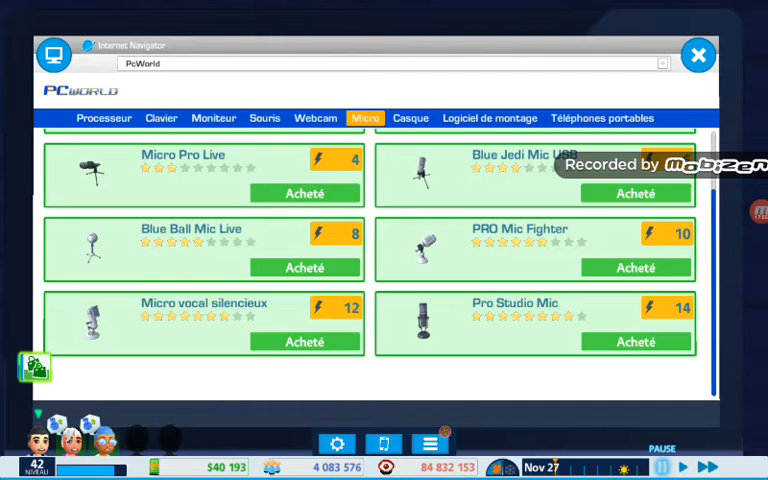 Internet Navigator
PcWorld
PCWORLD
Processeur Clavier Moniteur Souris Webcam Micro Casque Logiciel de montage Téléphones portables
Micro Pro Live 4
Acheté
Blue Jedi Mic USB
Acheté
Recorded by MOBIZEN
Blue Ball Mic Live 8
Acheté
PRO Mic Fighter 10
Acheté
Micro vocal silencieux 12
Acheté
Pro Studio Mic 14
Acheté
PAUSE
42
NIVEAU
$40 193
4 083 576
84 832 153
Nov 27